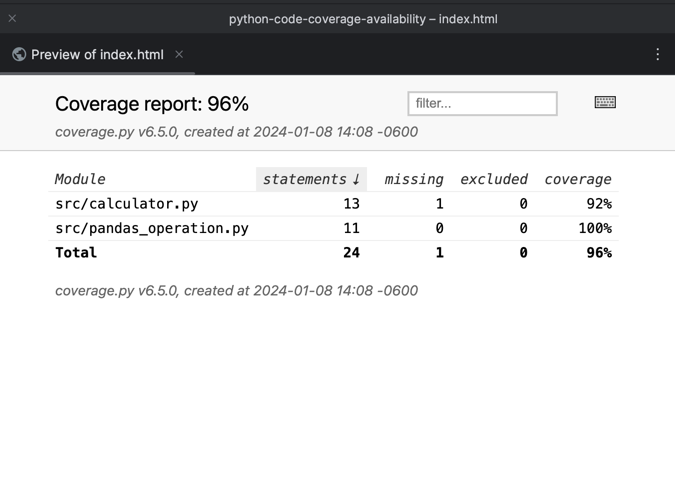 python-code-coverage-availability – index.html
Preview of index.html
Coverage report: 96%
filter...
coverage.py v6.5.0, created at 2024-01-08 14:08 -0600
Module statements ↓ missing excluded coverage
src/calculator.py 13 1 0 92%
src/pandas_operation.py 11 0 0 100%
Total 24 1 0 96%
coverage.py v6.5.0, created at 2024-01-08 14:08 -0600